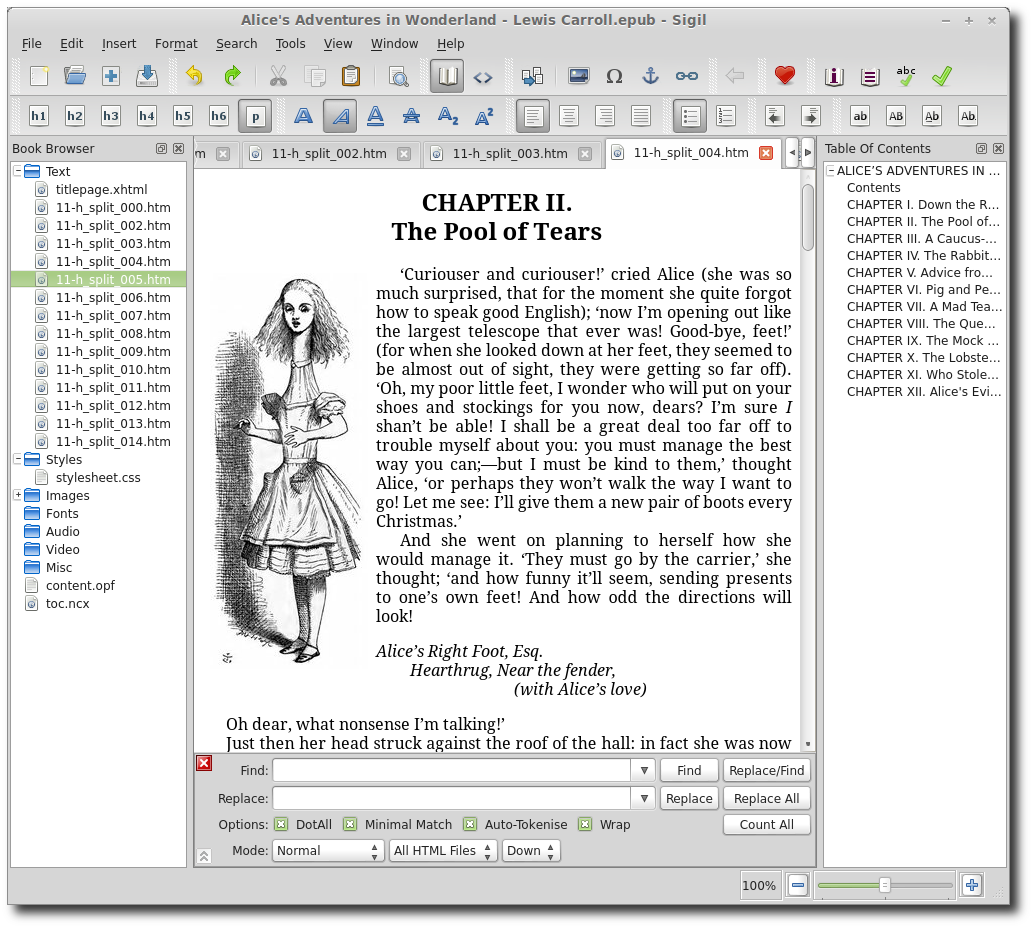 Alice's Adventures in Wonderland - Lewis Carroll.epub - Sigil
File Edit Insert Format Search Tools View Window Help
abc
h1 h2 h3 h4 h5 h6 p A A A A A2 A2 ab AB Ab Ab.
Book Browser
Text
titlepage.xhtml
11-h_split_000.htm
11-h_split_002.htm
11-h_split_003.htm
11-h_split_004.htm
11-h_split_005.htm
11-h_split_006.htm
11-h_split_007.htm
11-h_split_008.htm
11-h_split_009.htm
11-h_split_010.htm
11-h_split_011.htm
11-h_split_012.htm
11-h_split_013.htm
11-h_split_014.htm
Styles
stylesheet.css
Images
Fonts
Audio
Video
Misc
content.opf
toc.ncx
m 11-h_split_002.htm 11-h_split_003.htm 11-h_split_004.htm
CHAPTER II.
The Pool of Tears
‘Curiouser and curiouser!’ cried Alice (she was so
much surprised, that for the moment she quite forgot
how to speak good English); ‘now I’m opening out like
the largest telescope that ever was! Good-bye, feet!’
(for when she looked down at her feet, they seemed to
be almost out of sight, they were getting so far off).
‘Oh, my poor little feet, I wonder who will put on your
shoes and stockings for you now, dears? I’m sure I
shan’t be able! I shall be a great deal too far off to
trouble myself about you: you must manage the best
way you can;—but I must be kind to them,’ thought
Alice, ‘or perhaps they won’t walk the way I want to
go! Let me see: I’ll give them a new pair of boots every
Christmas.’
And she went on planning to herself how she
would manage it. ‘They must go by the carrier,’ she
thought; ‘and how funny it’ll seem, sending presents
to one’s own feet! And how odd the directions will
look!
Alice’s Right Foot, Esq.
Hearthrug, Near the fender,
(with Alice’s love)
Oh dear, what nonsense I’m talking!’
Just then her head struck against the roof of the hall: in fact she was now
Find: Find Replace/Find
Replace: Replace Replace All
Options: DotAll Minimal Match Auto-Tokenise Wrap Count All
Mode: Normal All HTML Files Down
Table Of Contents
ALICE’S ADVENTURES IN ...
Contents
CHAPTER I. Down the R...
CHAPTER II. The Pool of...
CHAPTER III. A Caucus-...
CHAPTER IV. The Rabbit...
CHAPTER V. Advice fro...
CHAPTER VI. Pig and Pe...
CHAPTER VII. A Mad Tea...
CHAPTER VIII. The Que...
CHAPTER IX. The Mock ...
CHAPTER X. The Lobste...
CHAPTER XI. Who Stole...
CHAPTER XII. Alice's Evi...
100%